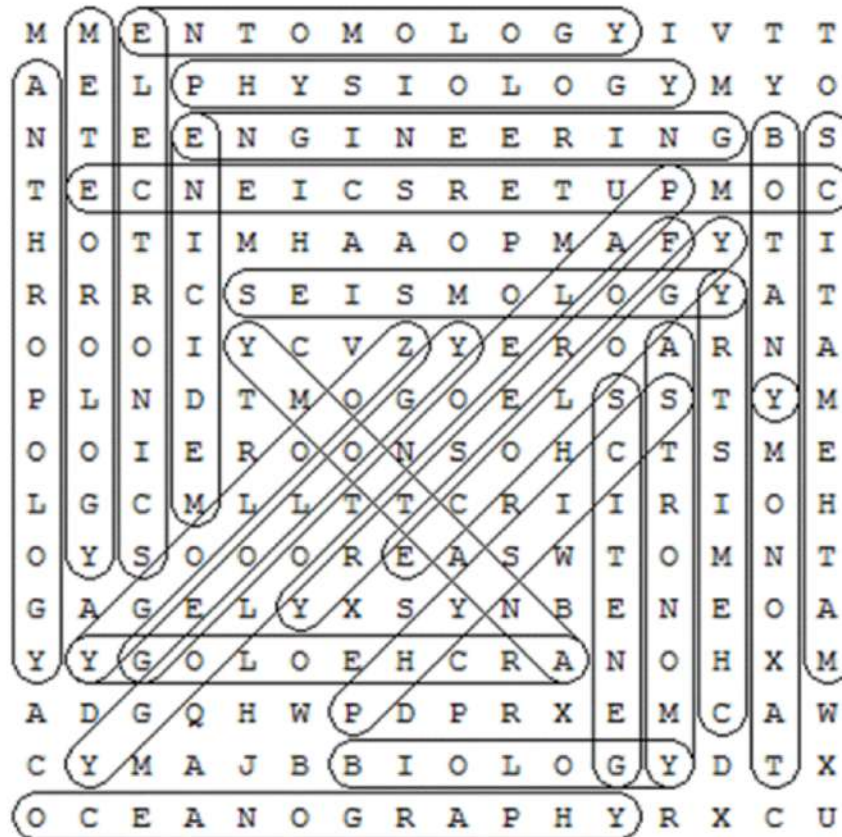 M M E N T O M O L O G Y I V T T
A E L P H Y S I O L O G Y M Y O
N T E E N G I N E E R I N G B S
T E C N E I C S R E T U P M O C
H O T I M H A A O P M A F Y T I
R R R C S E I S M O L O G Y A T
O O O I Y C V Z Y E R O A R N A
P L N D T M O G O E L S S T Y M
O O I E R O O N S O H C T S M E
L G C M L L T T C R I I R I O H
O Y S O O O R E A S W T O M N T
G A G E L Y X S Y N B E N E O A
Y Y G O L O E H C R A N O H X M
A D G Q H W P D P R X E M C A W
C Y M A J B B I O L O G Y D T X
O C E A N O G R A P H Y R X C U